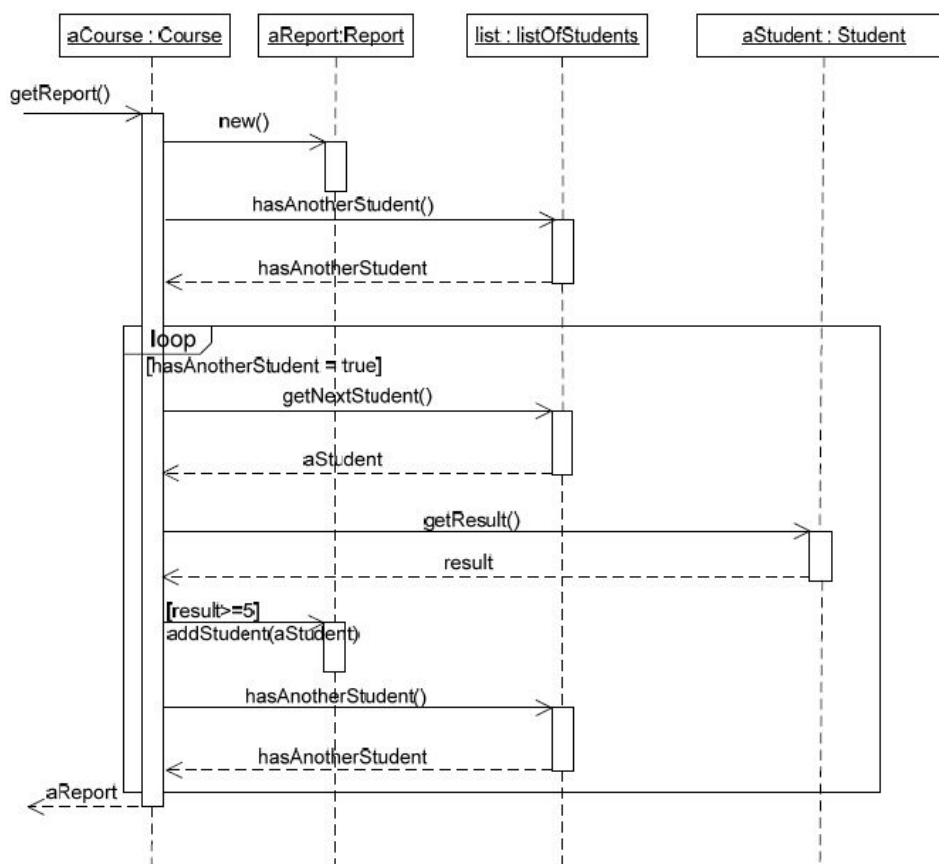 aCourse : Course
aReport:Report
list : listOfStudents
aStudent : Student
getReport()
new()
hasAnotherStudent()
hasAnotherStudent
loop
[hasAnotherStudent = true]
getNextStudent()
aStudent
getResult()
result
[result>=5]
addStudent(aStudent)
hasAnotherStudent()
hasAnotherStudent
aReport